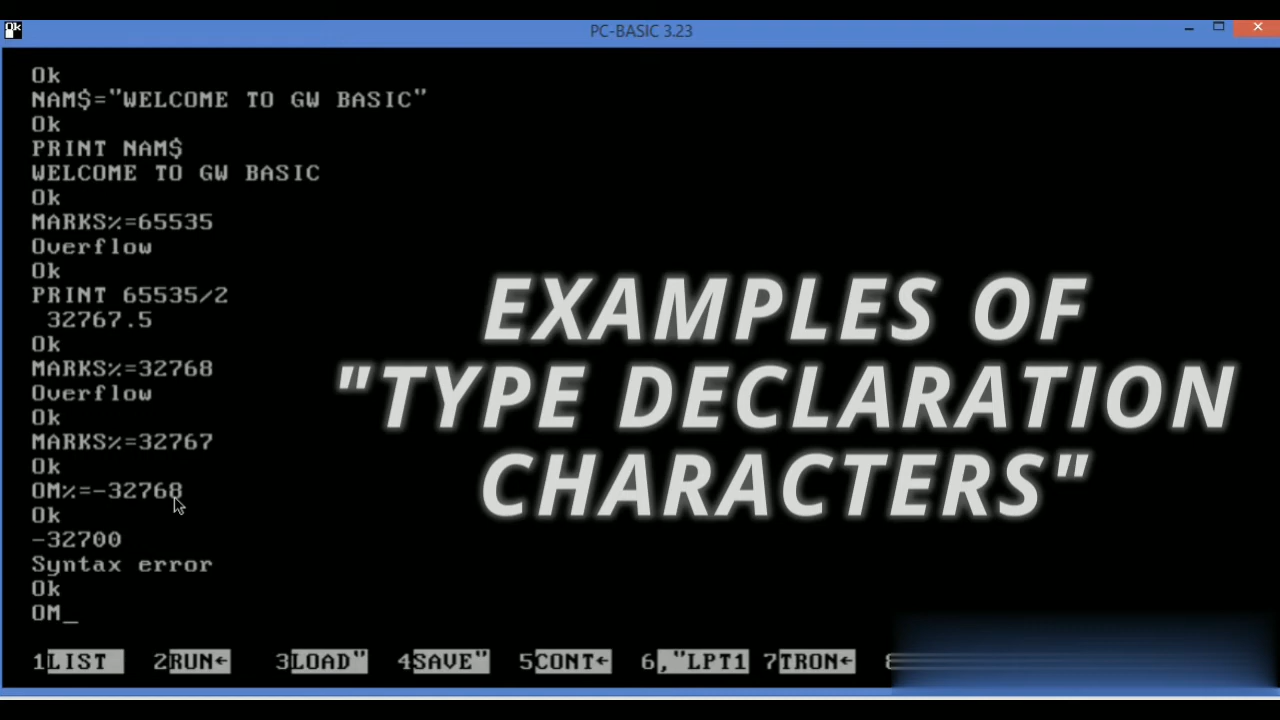 Ok
PC-BASIC 3.23
Ok
NAM$="WELCOME TO GW BASIC"
Ok
PRINT NAM$
WELCOME TO GW BASIC
Ok
MARKS%=65535
Overflow
Ok
PRINT 65535/2
32767.5
Ok
MARKS%=32768
Overflow
Ok
MARKS%=32767
Ok
OM%=-32768
Ok
-32700
Syntax error
Ok
OM_
EXAMPLES OF
"TYPE DECLARATION
CHARACTERS"
1LIST 2RUN← 3LOAD" 4SAVE" 5CONT← 6,"LPT1 7TRON← 8